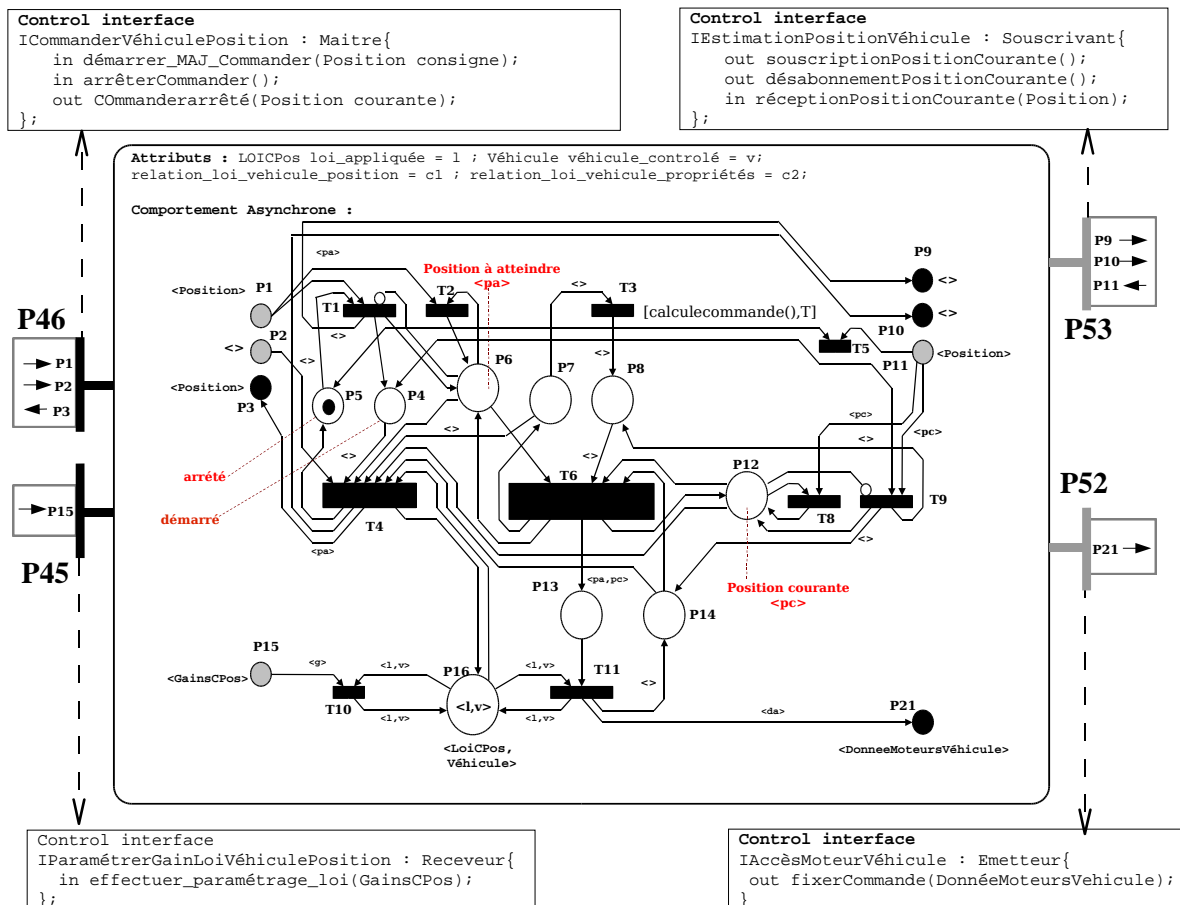 Control interface
ICommanderVéhiculePosition : Maitre{
in démarrer_MAJ_Commander(Position consigne);
in arrêterCommander();
out COmmanderarrêté(Position courante);
};
Control interface
IEstimationPositionVéhicule : Souscrivant{
out souscriptionPositionCourante();
out désabonnementPositionCourante();
in réceptionPositionCourante(Position);
};
Attributs : LOICPos loi_appliquée = l ; Véhicule véhicule_controlé = v;
relation_loi_vehicule_position = c1 ; relation_loi_vehicule_propriétés = c2;
Comportement Asynchrone :
<pa>
Position à atteindre
<pa>
P9
<>
P9
P10
P11
<Position>
P1
T1
T2
<>
T3
[calculecommande(),T]
P10
<>
P46
P53
P1
P2
P3
<>
P2
<>
<>
T5
P11
<Position>
<Position>
P3
P5
P4
P6
P7
<>
P8
<>
<pc>
<pc>
<>
arrété
<>
<>
P12
démarré
T4
T6
T8
T9
P15
P45
P52
P21
<pa>
<>
P13
<pa,pc>
Position courante
<pc>
P14
P15
<g>
<l,v>
P16
<l,v>
T11
<GainsCPos>
T10
<l,v>
<l,v>
<l,v>
<>
<da>
P21
<LoiCPos,
Véhicule>
<DonneeMoteursVéhicule>
Control interface
IParamétrerGainLoiVéhiculePosition : Receveur{
in effectuer_paramétrage_loi(GainsCPos);
};
Control interface
IAccèsMoteurVéhicule : Emetteur{
out fixerCommande(DonnéeMoteursVehicule);
}